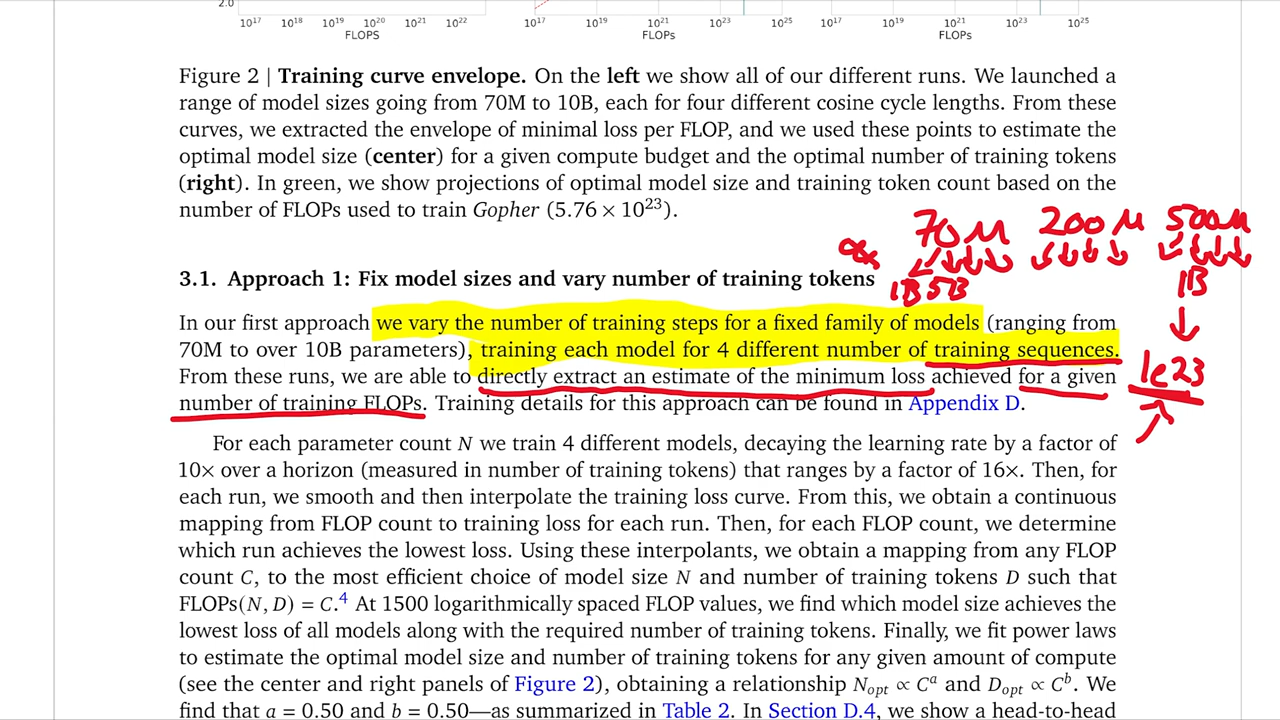 2.0
10¹⁷ 10¹⁸ 10¹⁹ 10²⁰ 10²¹ 10²² 10¹⁷ 10¹⁹ 10²¹ 10²³ 10²⁵ 10¹⁷ 10¹⁹ 10²¹ 10²³ 10²⁵
FLOPS FLOPs FLOPs
Figure 2 | Training curve envelope. On the left we show all of our different runs. We launched a
range of model sizes going from 70M to 10B, each for four different cosine cycle lengths. From these
curves, we extracted the envelope of minimal loss per FLOP, and we used these points to estimate the
optimal model size (center) for a given compute budget and the optimal number of training tokens
(right). In green, we show projections of optimal model size and training token count based on the
number of FLOPs used to train Gopher (5.76 × 10²³).
70M 200M 500M
3.1. Approach 1: Fix model sizes and vary number of training tokens
1B 5B 1B
In our first approach we vary the number of training steps for a fixed family of models (ranging from
70M to over 10B parameters), training each model for 4 different number of training sequences.
1e23
From these runs, we are able to directly extract an estimate of the minimum loss achieved for a given
number of training FLOPs. Training details for this approach can be found in Appendix D.
For each parameter count N we train 4 different models, decaying the learning rate by a factor of
10× over a horizon (measured in number of training tokens) that ranges by a factor of 16×. Then, for
each run, we smooth and then interpolate the training loss curve. From this, we obtain a continuous
mapping from FLOP count to training loss for each run. Then, for each FLOP count, we determine
which run achieves the lowest loss. Using these interpolants, we obtain a mapping from any FLOP
count C, to the most efficient choice of model size N and number of training tokens D such that
FLOPs(N, D) = C.⁴ At 1500 logarithmically spaced FLOP values, we find which model size achieves the
lowest loss of all models along with the required number of training tokens. Finally, we fit power laws
to estimate the optimal model size and number of training tokens for any given amount of compute
(see the center and right panels of Figure 2), obtaining a relationship Nₒₚₜ ∝ Cᵃ and Dₒₚₜ ∝ Cᵇ. We
find that a = 0.50 and b = 0.50—as summarized in Table 2. In Section D.4, we show a head-to-head